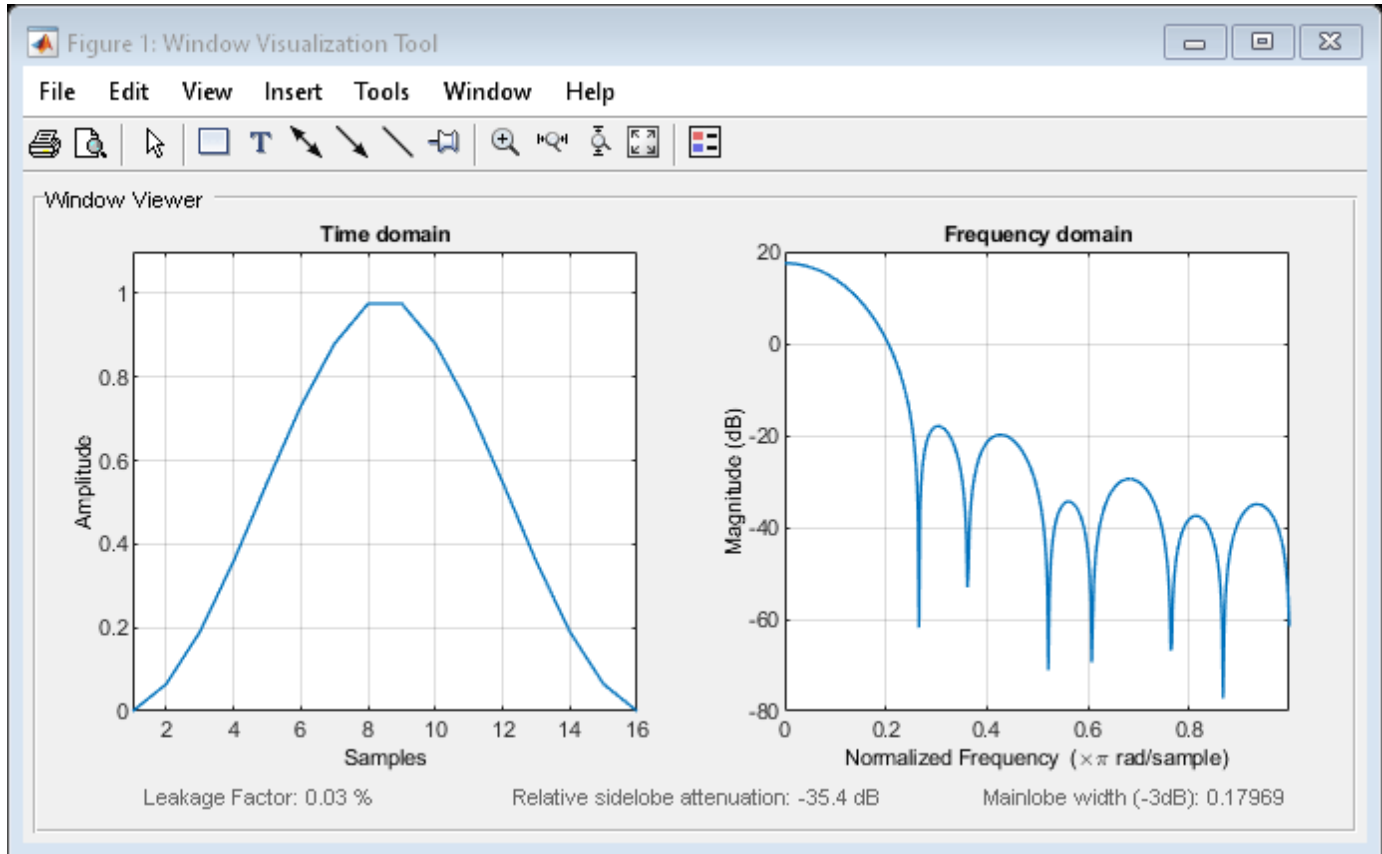 Figure 1: Window Visualization Tool
File Edit View Insert Tools Window Help
T
Window Viewer
Time domain
1
0.8
0.6
0.4
0.2
0
Amplitude
2 4 6 8 10 12 14 16
Samples
Frequency domain
20
0
-20
-40
-60
-80
Magnitude (dB)
0 0.2 0.4 0.6 0.8
Normalized Frequency (×π rad/sample)
Leakage Factor: 0.03 % Relative sidelobe attenuation: -35.4 dB Mainlobe width (-3dB): 0.17969